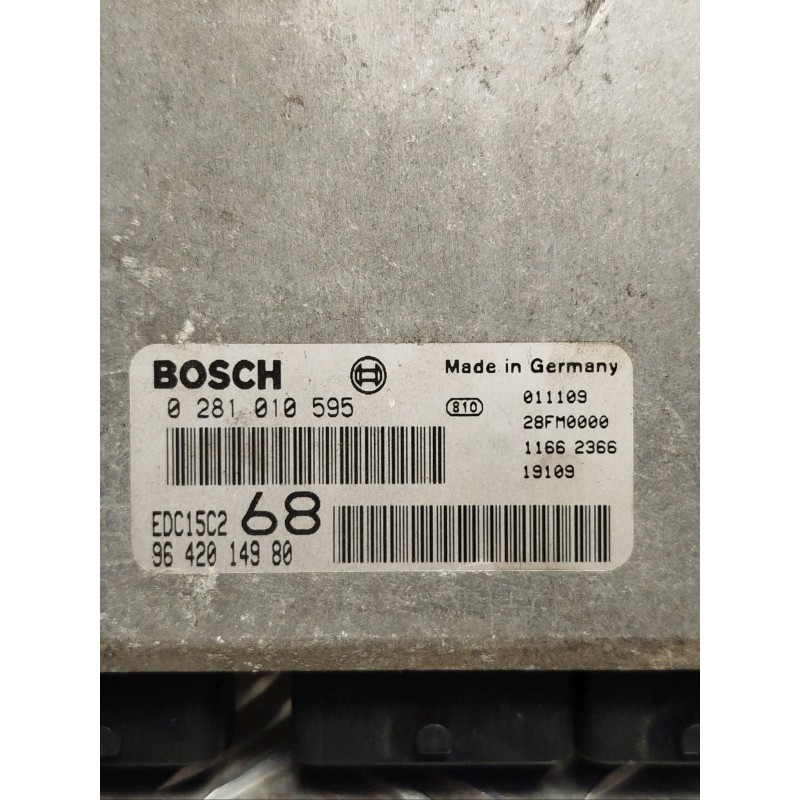 BOSCH
Made in Germany
0 281 010 595
810
011109
28FM0000
1166 2366
19109
EDC15C2 68
96 420 149 80